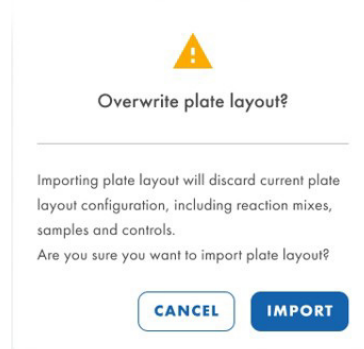 Overwrite plate layout?
Importing plate layout will discard current plate
layout configuration, including reaction mixes,
samples and controls.
Are you sure you want to import plate layout?
CANCEL IMPORT